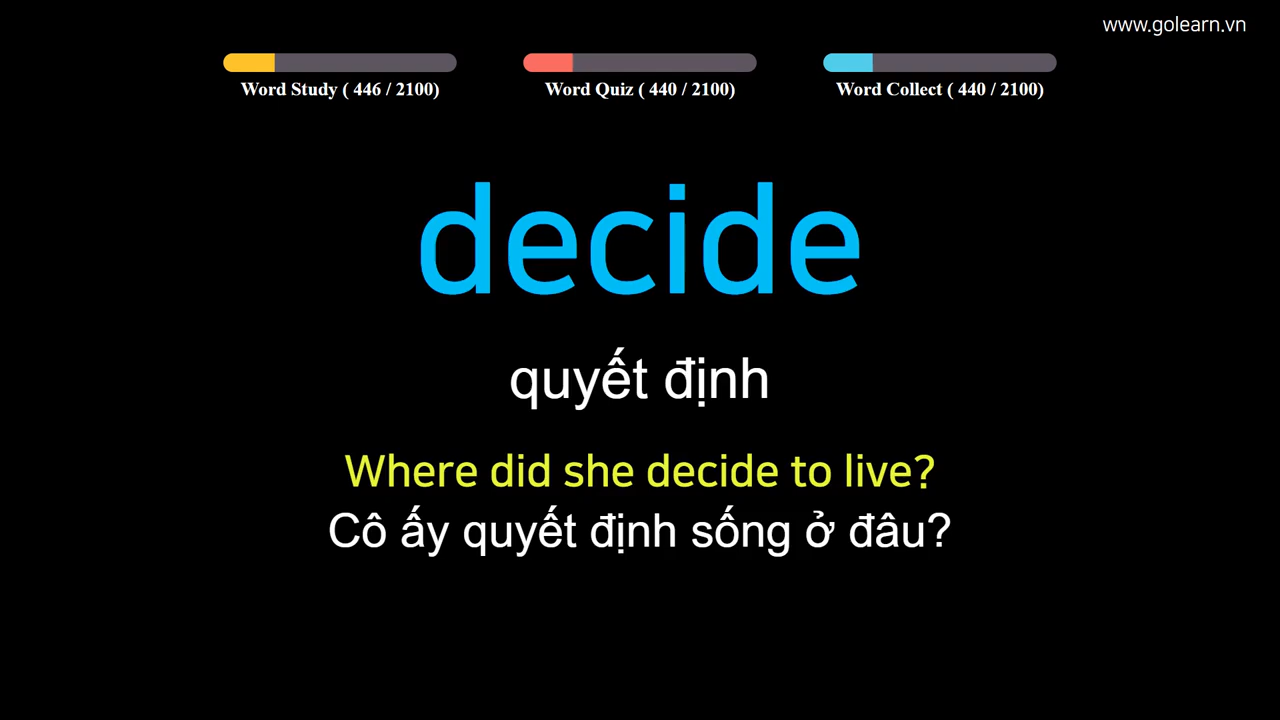 www.golearn.vn
Word Study ( 446 / 2100)
Word Quiz ( 440 / 2100)
Word Collect ( 440 / 2100)
decide
quyết định
Where did she decide to live?
Cô ấy quyết định sống ở đâu?